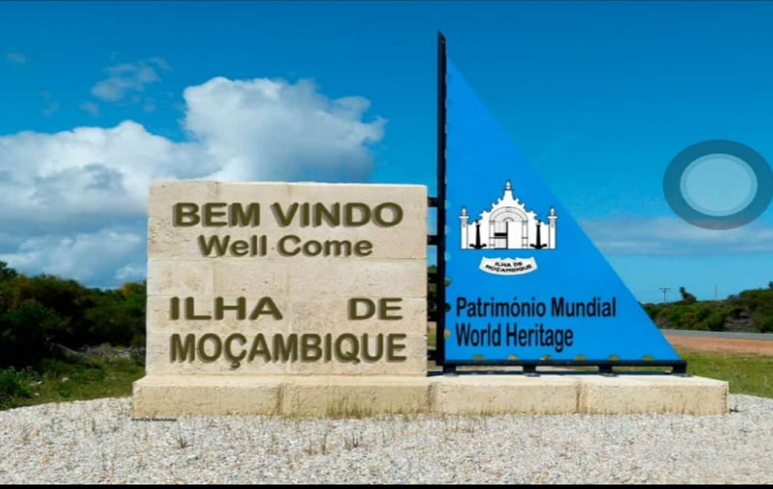 BEM VINDO
Well Come
ILHA DE
MOÇAMBIQUE
ILHA DE
MOÇAMBIQUE
Património Mundial
World Heritage